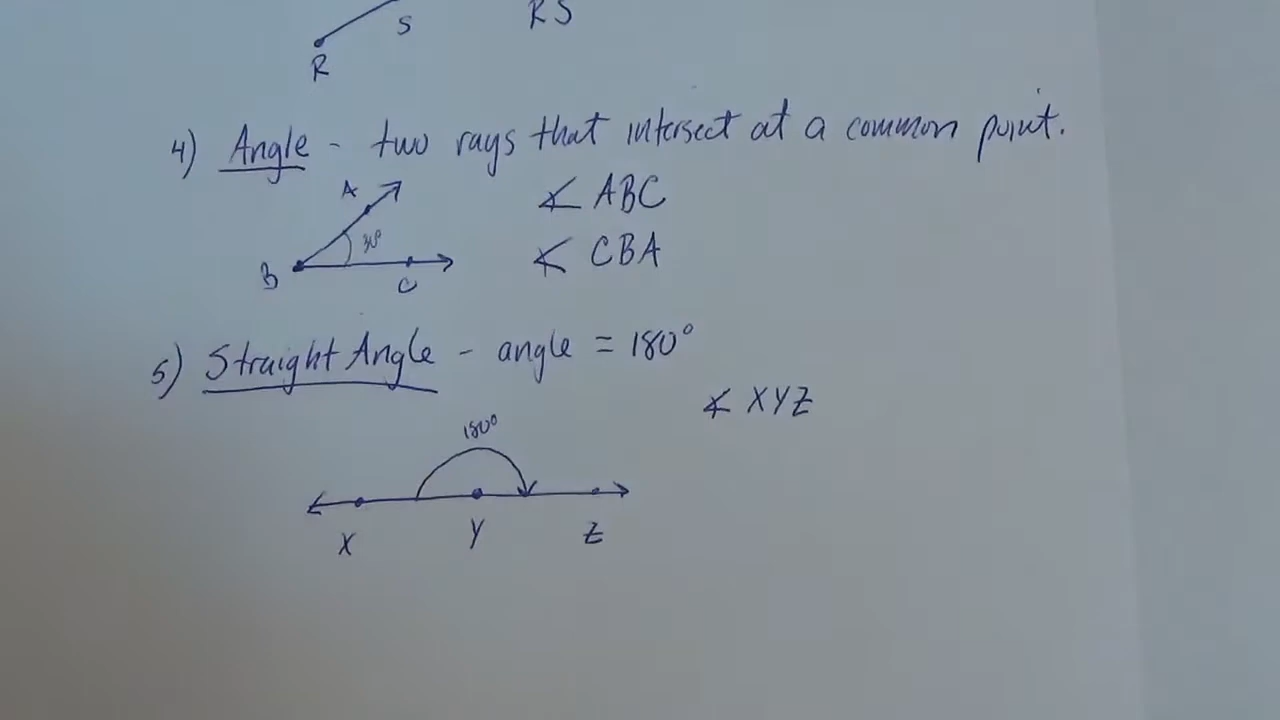 S RS
R
4) Angle - two rays that intersect at a common point.
A ∡ ABC
30°
B C ∡ CBA
5) Straight Angle - angle = 180°
∡ XYZ
180°
X Y Z